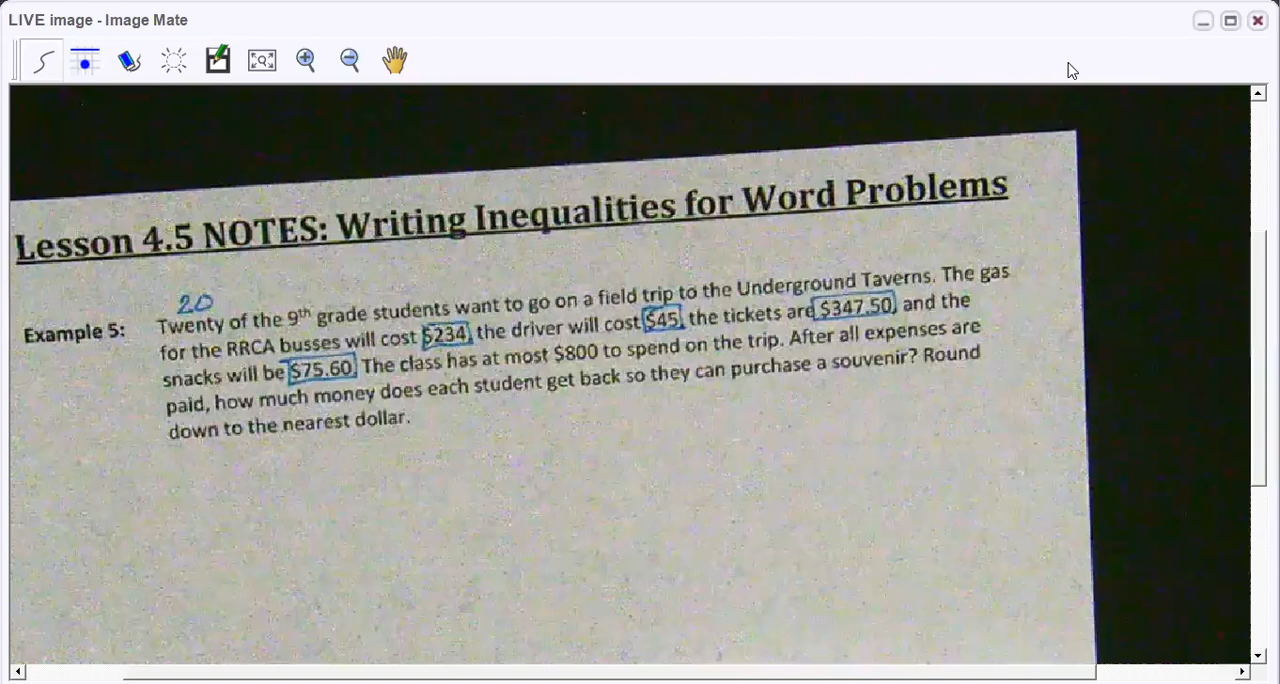 LIVE image - Image Mate
Lesson 4.5 NOTES: Writing Inequalities for Word Problems
20
Example 5: Twenty of the 9th grade students want to go on a field trip to the Underground Taverns. The gas
for the RRCA busses will cost $234, the driver will cost $45, the tickets are $347.50, and the
snacks will be $75.60. The class has at most $800 to spend on the trip. After all expenses are
paid, how much money does each student get back so they can purchase a souvenir? Round
down to the nearest dollar.